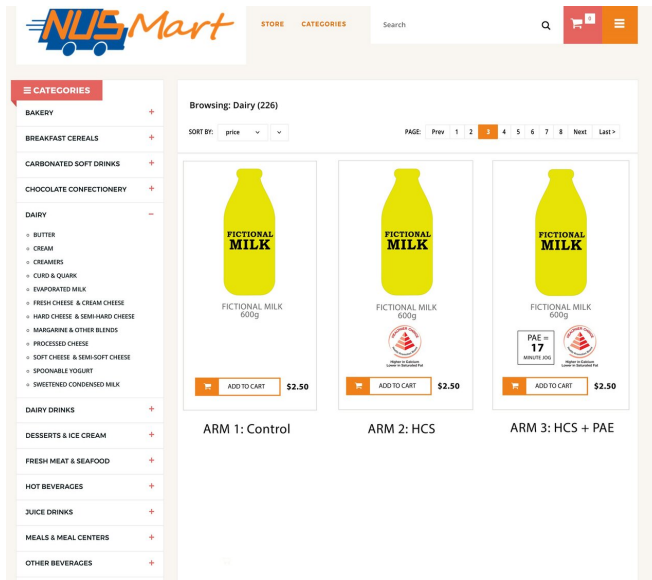 NUS Mart
STORE CATEGORIES
Search
0
CATEGORIES
BAKERY +
BREAKFAST CEREALS +
CARBONATED SOFT DRINKS +
CHOCOLATE CONFECTIONERY +
DAIRY −
BUTTER
CREAM
CREAMERS
CURD & QUARK
EVAPORATED MILK
FRESH CHEESE & CREAM CHEESE
HARD CHEESE & SEMI-HARD CHEESE
MARGARINE & OTHER BLENDS
PROCESSED CHEESE
SOFT CHEESE & SEMI-SOFT CHEESE
SPOONABLE YOGURT
SWEETENED CONDENSED MILK
DAIRY DRINKS +
DESSERTS & ICE CREAM +
FRESH MEAT & SEAFOOD +
HOT BEVERAGES +
JUICE DRINKS +
MEALS & MEAL CENTERS +
OTHER BEVERAGES +
Browsing: Dairy (226)
SORT BY: price
PAGE: Prev 1 2 3 4 5 6 7 8 Next Last >
FICTIONAL
MILK
FICTIONAL MILK
600g
ADD TO CART $2.50
ARM 1: Control
FICTIONAL
MILK
FICTIONAL MILK
600g
HEALTHIER CHOICE
Higher in Calcium
Lower in Saturated Fat
ADD TO CART $2.50
ARM 2: HCS
FICTIONAL
MILK
FICTIONAL MILK
600g
PAE =
17
MINUTE JOG
HEALTHIER CHOICE
Higher in Calcium
Lower in Saturated Fat
ADD TO CART $2.50
ARM 3: HCS + PAE